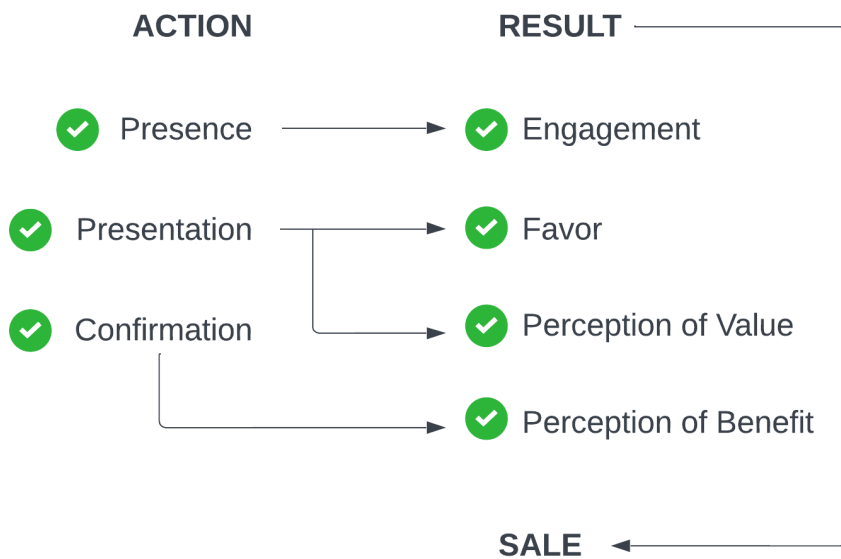 ACTION
RESULT
Presence
Engagement
Presentation
Favor
Confirmation
Perception of Value
Perception of Benefit
SALE